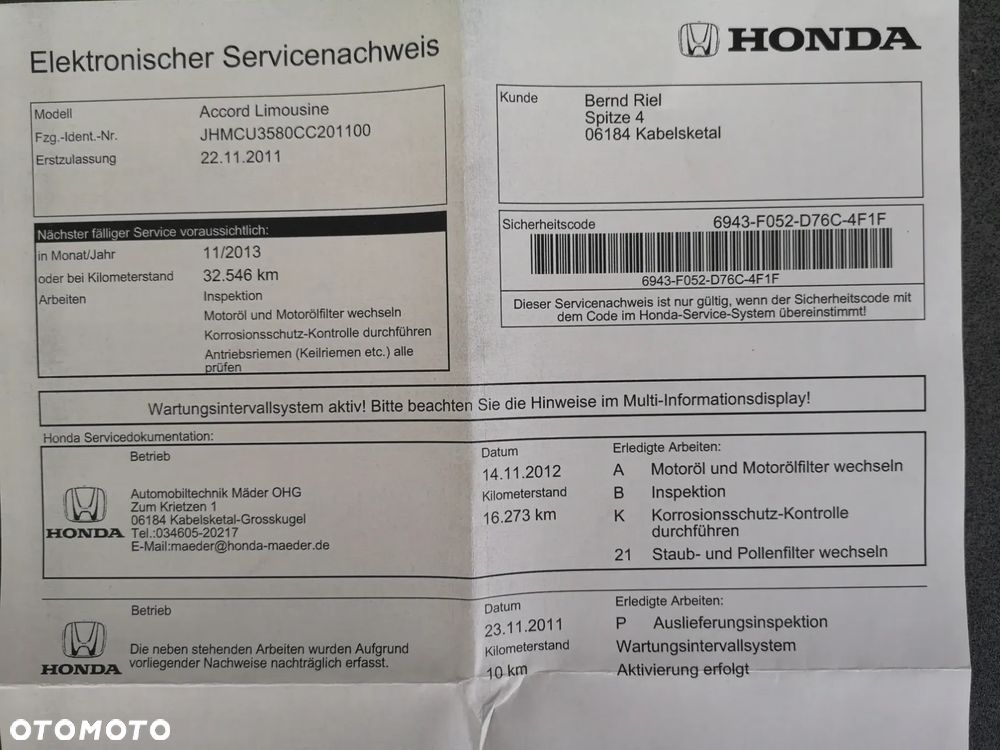 Elektronischer Servicenachweis
HONDA
Modell Accord Limousine
Fzg.-Ident.-Nr. JHMCU3580CC201100
Erstzulassung 22.11.2011
Kunde Bernd Riel
Spitze 4
06184 Kabelsketal
Nächster fälliger Service voraussichtlich:
in Monat/Jahr 11/2013
oder bei Kilometerstand 32.546 km
Arbeiten Inspektion
Motoröl und Motorölfilter wechseln
Korrosionsschutz-Kontrolle durchführen
Antriebsriemen (Keilriemen etc.) alle
prüfen
Sicherheitscode 6943-F052-D76C-4F1F
6943-F052-D76C-4F1F
Dieser Servicenachweis ist nur gültig, wenn der Sicherheitscode mit
dem Code im Honda-Service-System übereinstimmt!
Wartungsintervallsystem aktiv! Bitte beachten Sie die Hinweise im Multi-Informationsdisplay!
Honda Servicedokumentation:
Betrieb
HONDA
Automobiltechnik Mäder OHG
Zum Krietzen 1
06184 Kabelsketal-Grosskugel
Tel.:034605-20217
E-Mail:maeder@honda-maeder.de
Datum
14.11.2012
Kilometerstand
16.273 km
Erledigte Arbeiten:
A Motoröl und Motorölfilter wechseln
B Inspektion
K Korrosionsschutz-Kontrolle
durchführen
21 Staub- und Pollenfilter wechseln
Betrieb
HONDA
Die neben stehenden Arbeiten wurden Aufgrund
vorliegender Nachweise nachträglich erfasst.
Datum
23.11.2011
Kilometerstand
10 km
Erledigte Arbeiten:
P Auslieferungsinspektion
Wartungsintervallsystem
Aktivierung erfolgt
OTOMOTO